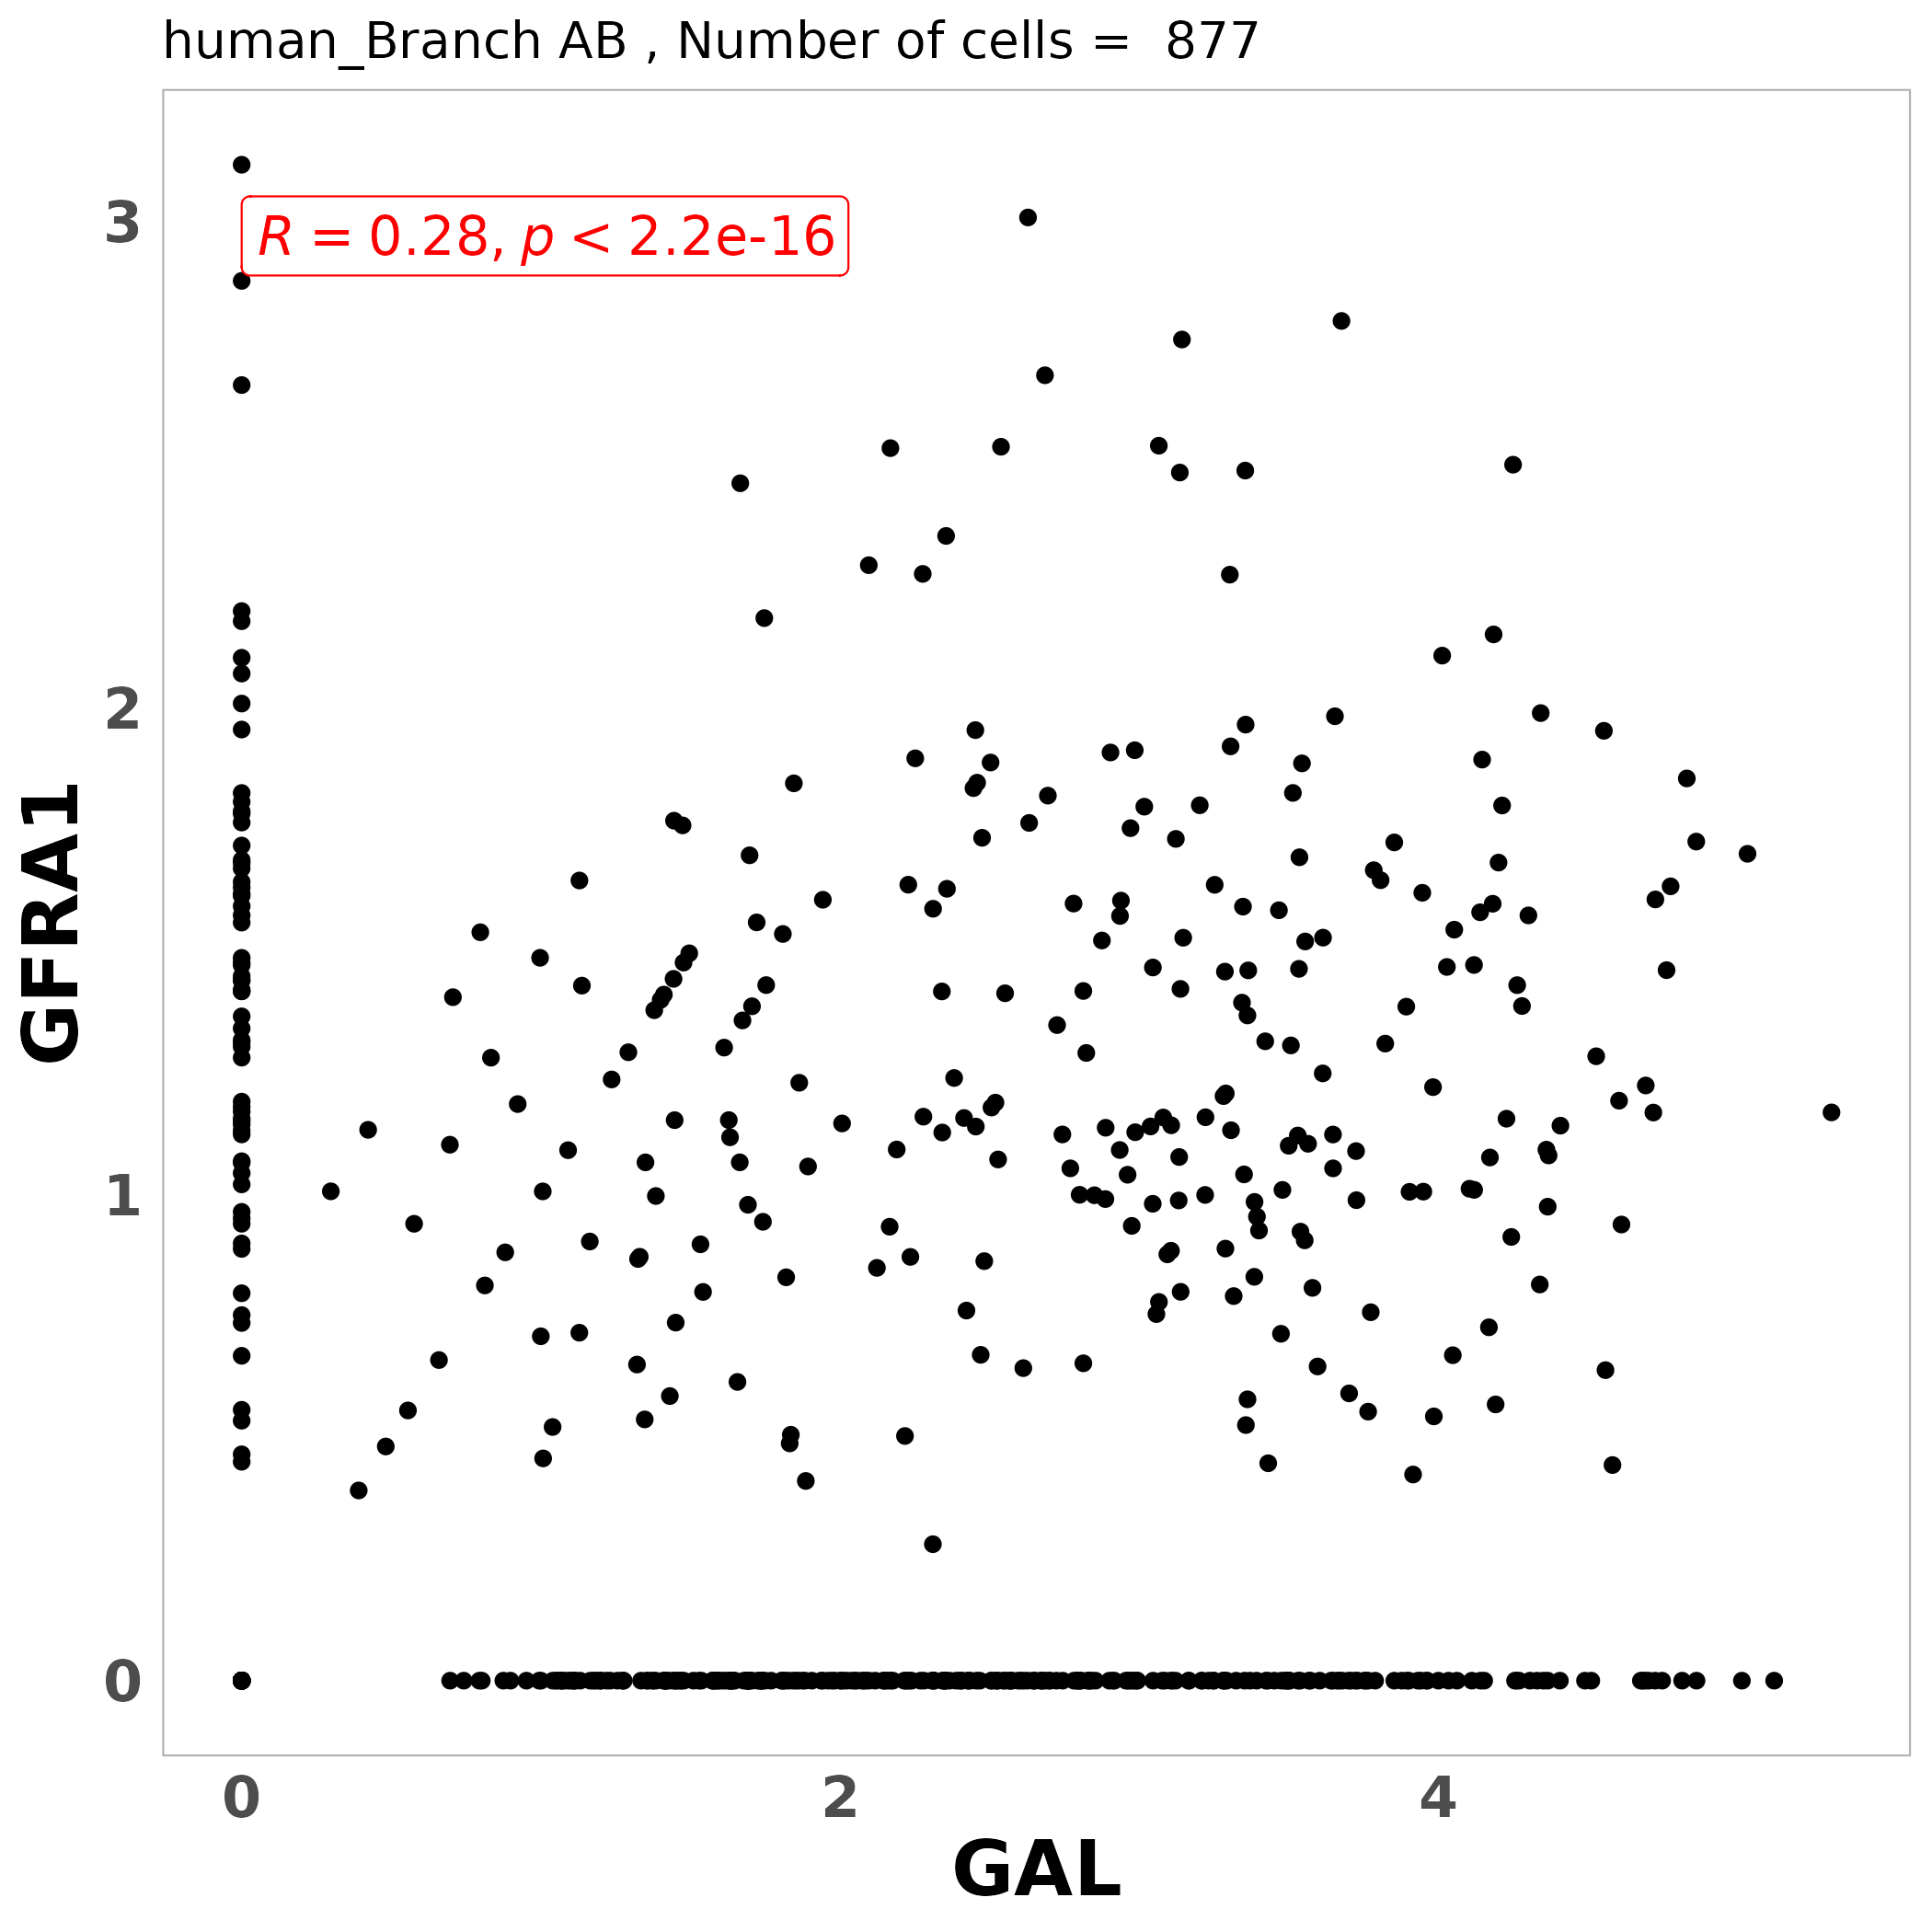 human_Branch AB , Number of cells =  877
R = 0.28, p < 2.2e-16
3
2
1
0
GFRA1
0 2 4
GAL